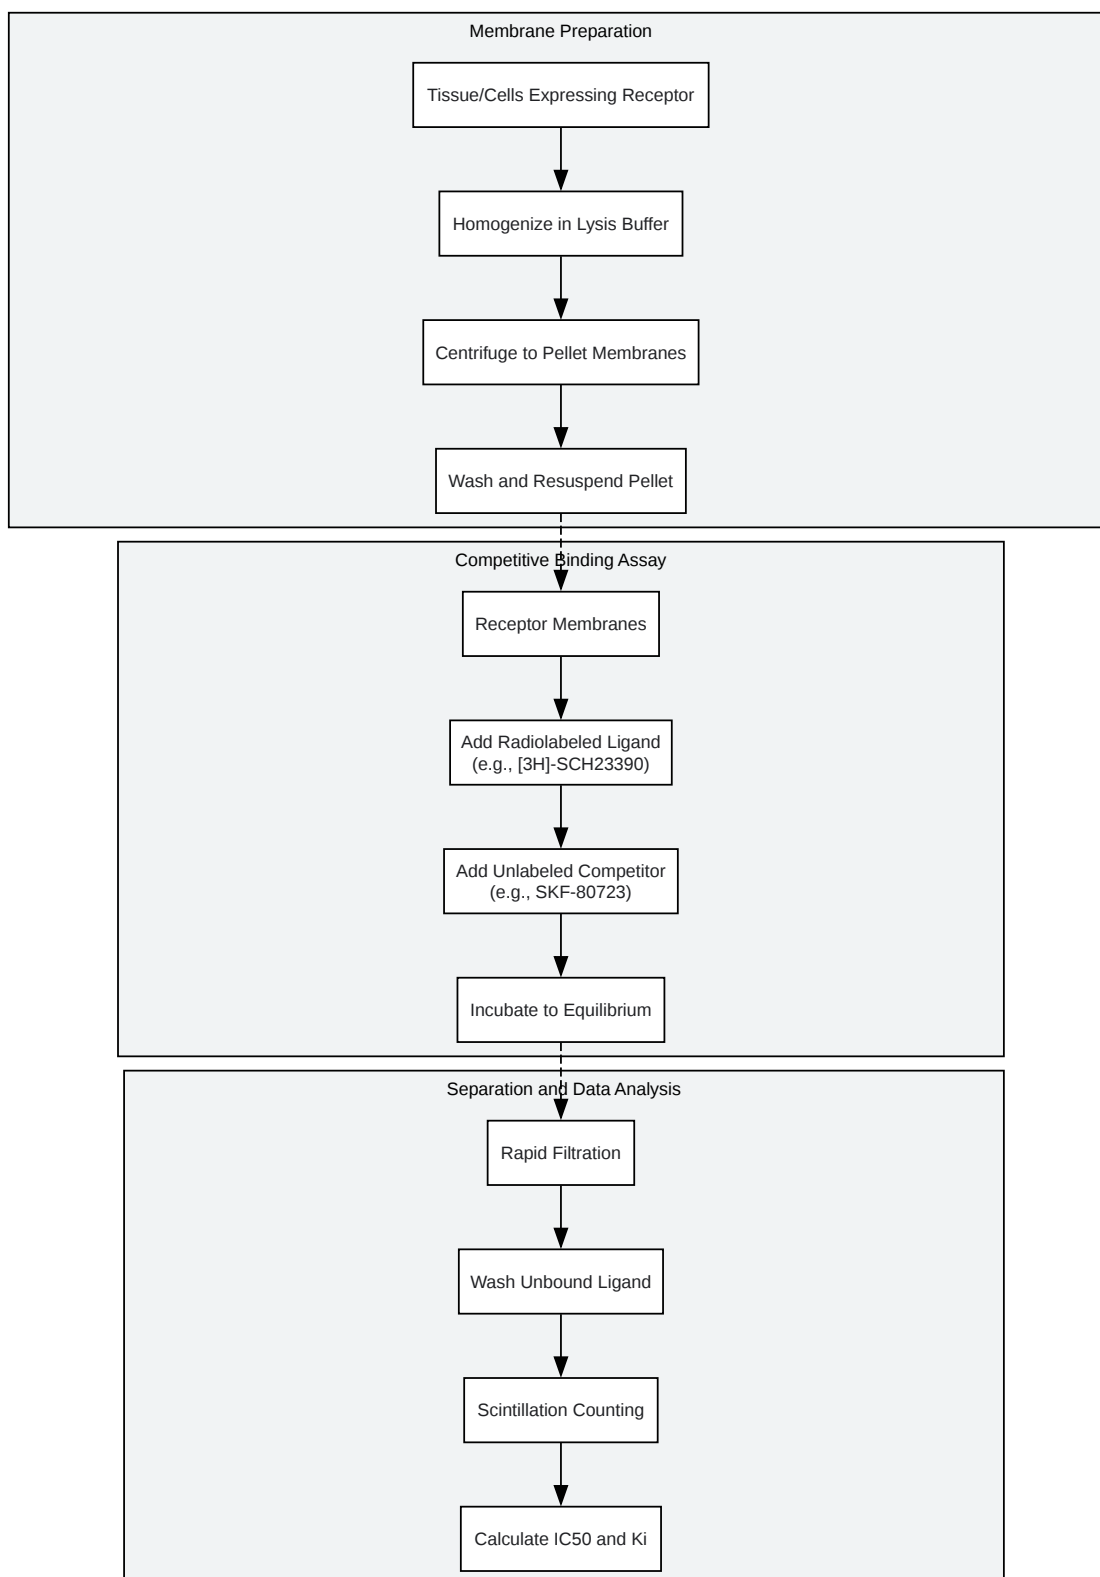 Membrane Preparation
Tissue/Cells Expressing Receptor
Homogenize in Lysis Buffer
Centrifuge to Pellet Membranes
Wash and Resuspend Pellet
Competitive Binding Assay
Receptor Membranes
Add Radiolabeled Ligand
(e.g., [3H]-SCH23390)
Add Unlabeled Competitor
(e.g., SKF-80723)
Incubate to Equilibrium
Separation and Data Analysis
Rapid Filtration
Wash Unbound Ligand
Scintillation Counting
Calculate IC50 and Ki